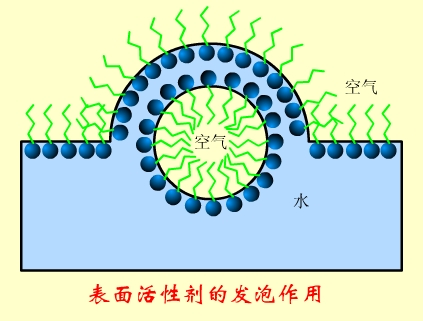 空气
空气
水
表面活性剂的发泡作用